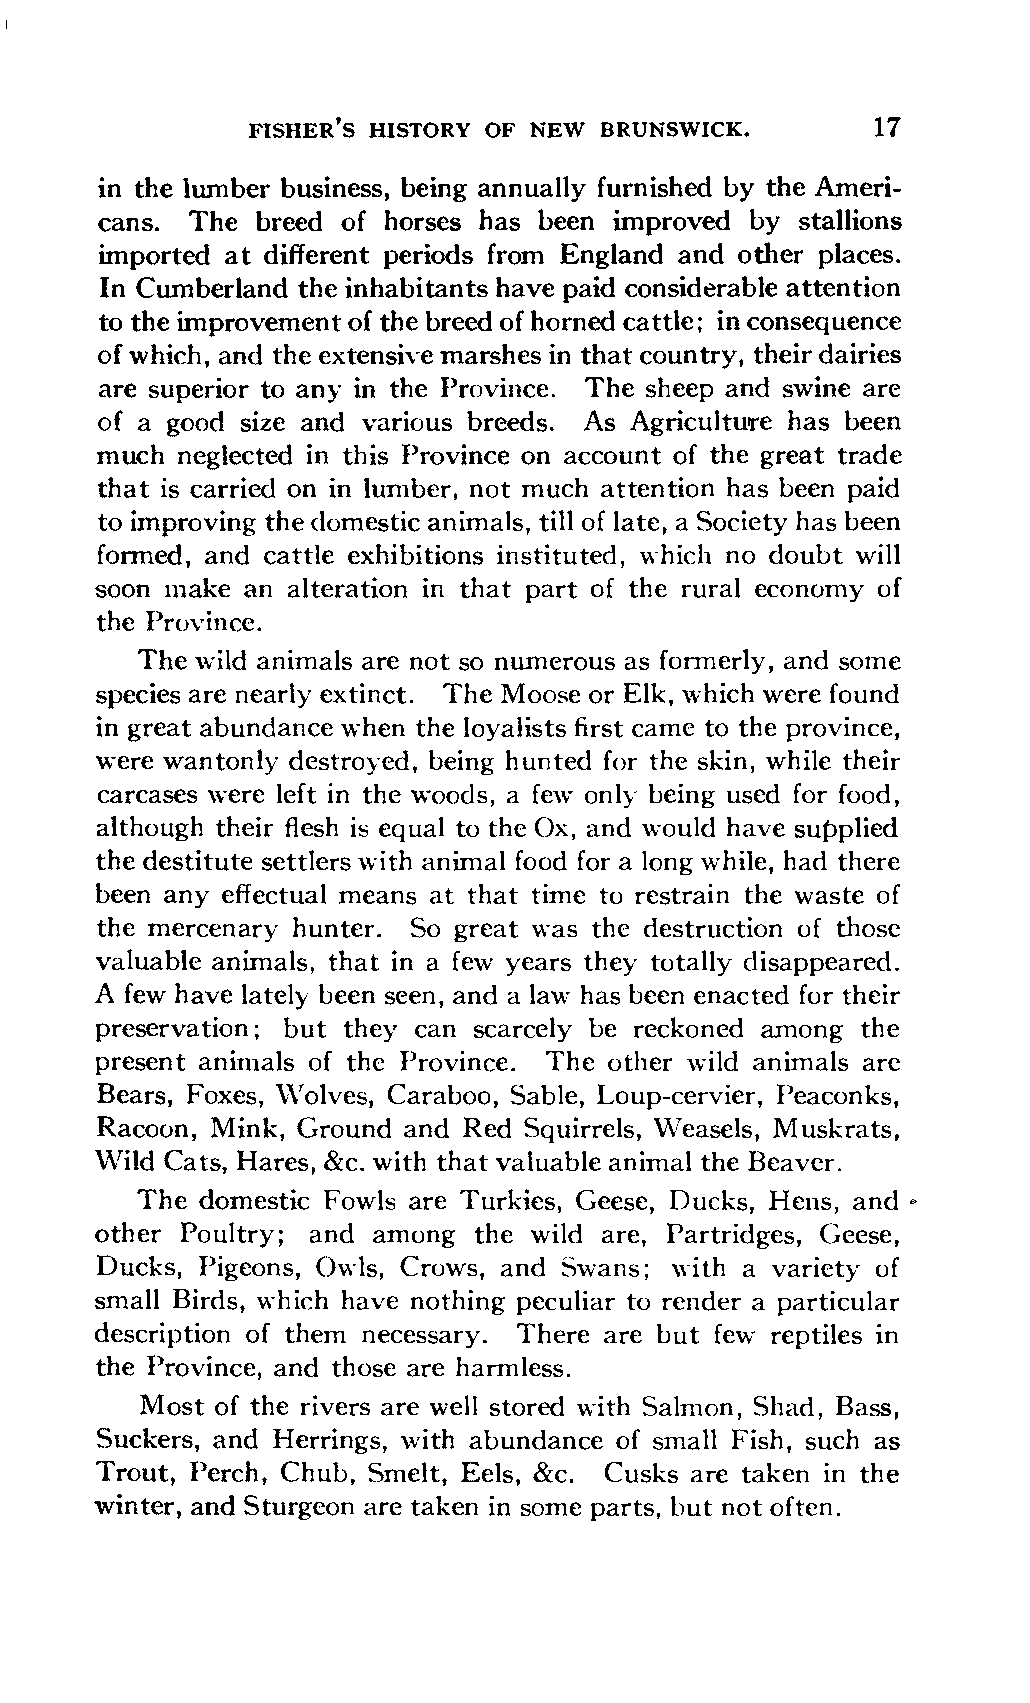 FISHER'S HISTORY OF NEW BRUNSWICK. 17
in the lumber business, being annually furnished by the Ameri-
cans. The breed of horses has been improved by stallions
imported at different periods from England and other places.
In Cumberland the inhabitants have paid considerable attention
to the improvement of the breed of horned cattle; in consequence
of which, and the extensive marshes in that country, their dairies
are superior to any in the Province. The sheep and swine are
of a good size and various breeds. As Agriculture has been
much neglected in this Province on account of the great trade
that is carried on in lumber, not much attention has been paid
to improving the domestic animals, till of late, a Society has been
formed, and cattle exhibitions instituted, which no doubt will
soon make an alteration in that part of the rural economy of
the Province.
The wild animals are not so numerous as formerly, and some
species are nearly extinct. The Moose or Elk, which were found
in great abundance when the loyalists first came to the province,
were wantonly destroyed, being hunted for the skin, while their
carcases were left in the woods, a few only being used for food,
although their flesh is equal to the Ox, and would have supplied
the destitute settlers with animal food for a long while, had there
been any effectual means at that time to restrain the waste of
the mercenary hunter. So great was the destruction of those
valuable animals, that in a few years they totally disappeared.
A few have lately been seen, and a law has been enacted for their
preservation; but they can scarcely be reckoned among the
present animals of the Province. The other wild animals are
Bears, Foxes, Wolves, Caraboo, Sable, Loup-cervier, Peaconks,
Racoon, Mink, Ground and Red Squirrels, Weasels, Muskrats,
Wild Cats, Hares, &c. with that valuable animal the Beaver.
The domestic Fowls are Turkies, Geese, Ducks, Hens, and
other Poultry; and among the wild are, Partridges, Geese,
Ducks, Pigeons, Owls, Crows, and Swans; with a variety of
small Birds, which have nothing peculiar to render a particular
description of them necessary. There are but few reptiles in
the Province, and those are harmless.
Most of the rivers are well stored with Salmon, Shad, Bass,
Suckers, and Herrings, with abundance of small Fish, such as
Trout, Perch, Chub, Smelt, Eels, &c. Cusks are taken in the
winter, and Sturgeon are taken in some parts, but not often.